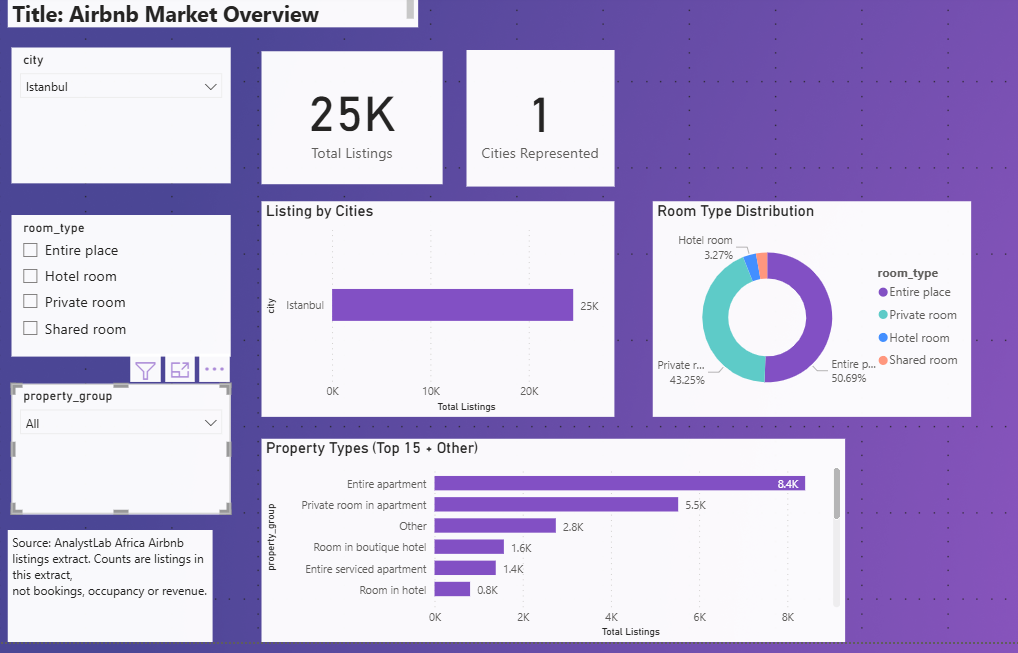 Title: Airbnb Market Overview
city
Istanbul
25K
Total Listings
1
Cities Represented
room_type
Entire place
Hotel room
Private room
Shared room
property_group
All
Source: AnalystLab Africa Airbnb
listings extract. Counts are listings in
this extract,
not bookings, occupancy or revenue.
Listing by Cities
city
Istanbul
25K
0K 10K 20K
Total Listings
Room Type Distribution
Hotel room
3.27%
Private r...
43.25%
Entire p...
50.69%
room_type
Entire place
Private room
Hotel room
Shared room
Property Types (Top 15 + Other)
property_group
Entire apartment 8.4K
Private room in apartment 5.5K
Other 2.8K
Room in boutique hotel 1.6K
Entire serviced apartment 1.4K
Room in hotel 0.8K
0K 2K 4K 6K 8K
Total Listings